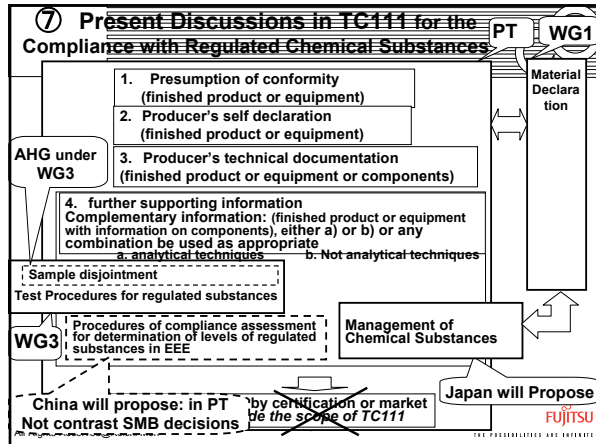 ⑦ Present Discussions in TC111 for the
Compliance with Regulated Chemical Substances
PT
WG1
Material
Declara
tion
1. Presumption of conformity
(finished product or equipment)
2. Producer's self declaration
(finished product or equipment)
AHG under
WG3
3. Producer's technical documentation
(finished product or equipment or components)
4. further supporting information
Complementary information: (finished product or equipment
with information on components), either a) or b) or any
combination be used as appropriate
a. analytical techniques b. Not analytical techniques
Sample disjointment
Test Procedures for regulated substances
WG3
Procedures of compliance assessment
for determination of levels of regulated
substances in EEE
Management of
Chemical Substances
Japan will Propose
China will propose: in PT
Not contrast SMB decisions
by certification or market
the scope of TC111
FUJITSU
THE POSSIBILITIES ARE INFINITE